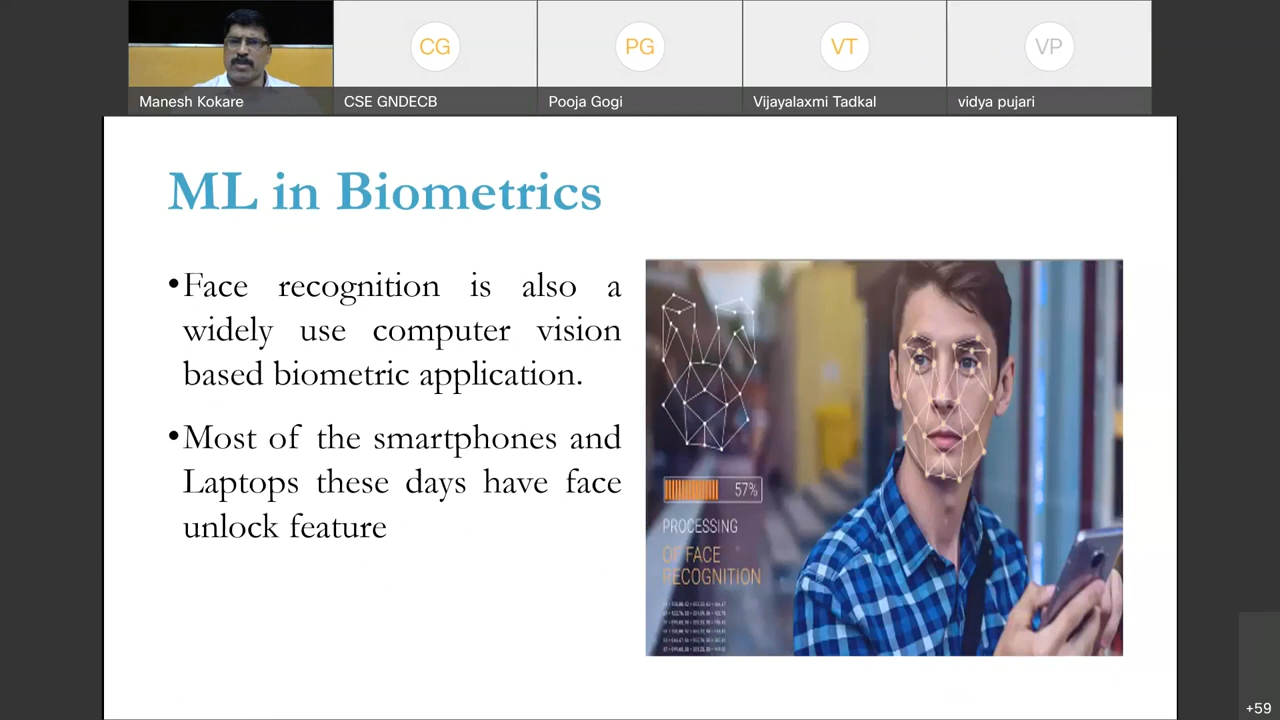 CG
PG
VT
VP
Manesh Kokare
CSE GNDECB
Pooja Gogi
Vijayalaxmi Tadkal
vidya pujari
ML in Biometrics
•Face recognition is also a
widely use computer vision
based biometric application.
•Most of the smartphones and
Laptops these days have face
unlock feature
57%
PROCESSING
OF FACE
RECOGNITION
+59